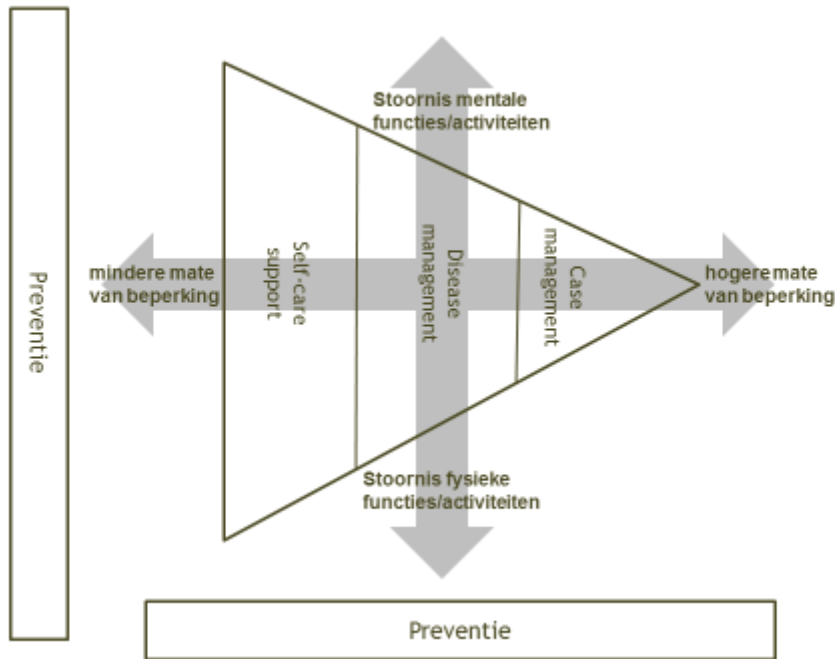 Stoornis mentale
functies/activiteiten
Preventie
mindere mate
van beperking
Self-care
support
Disease
management
Case
management
hogere mate
van beperking
Stoornis fysieke
functies/activiteiten
Preventie